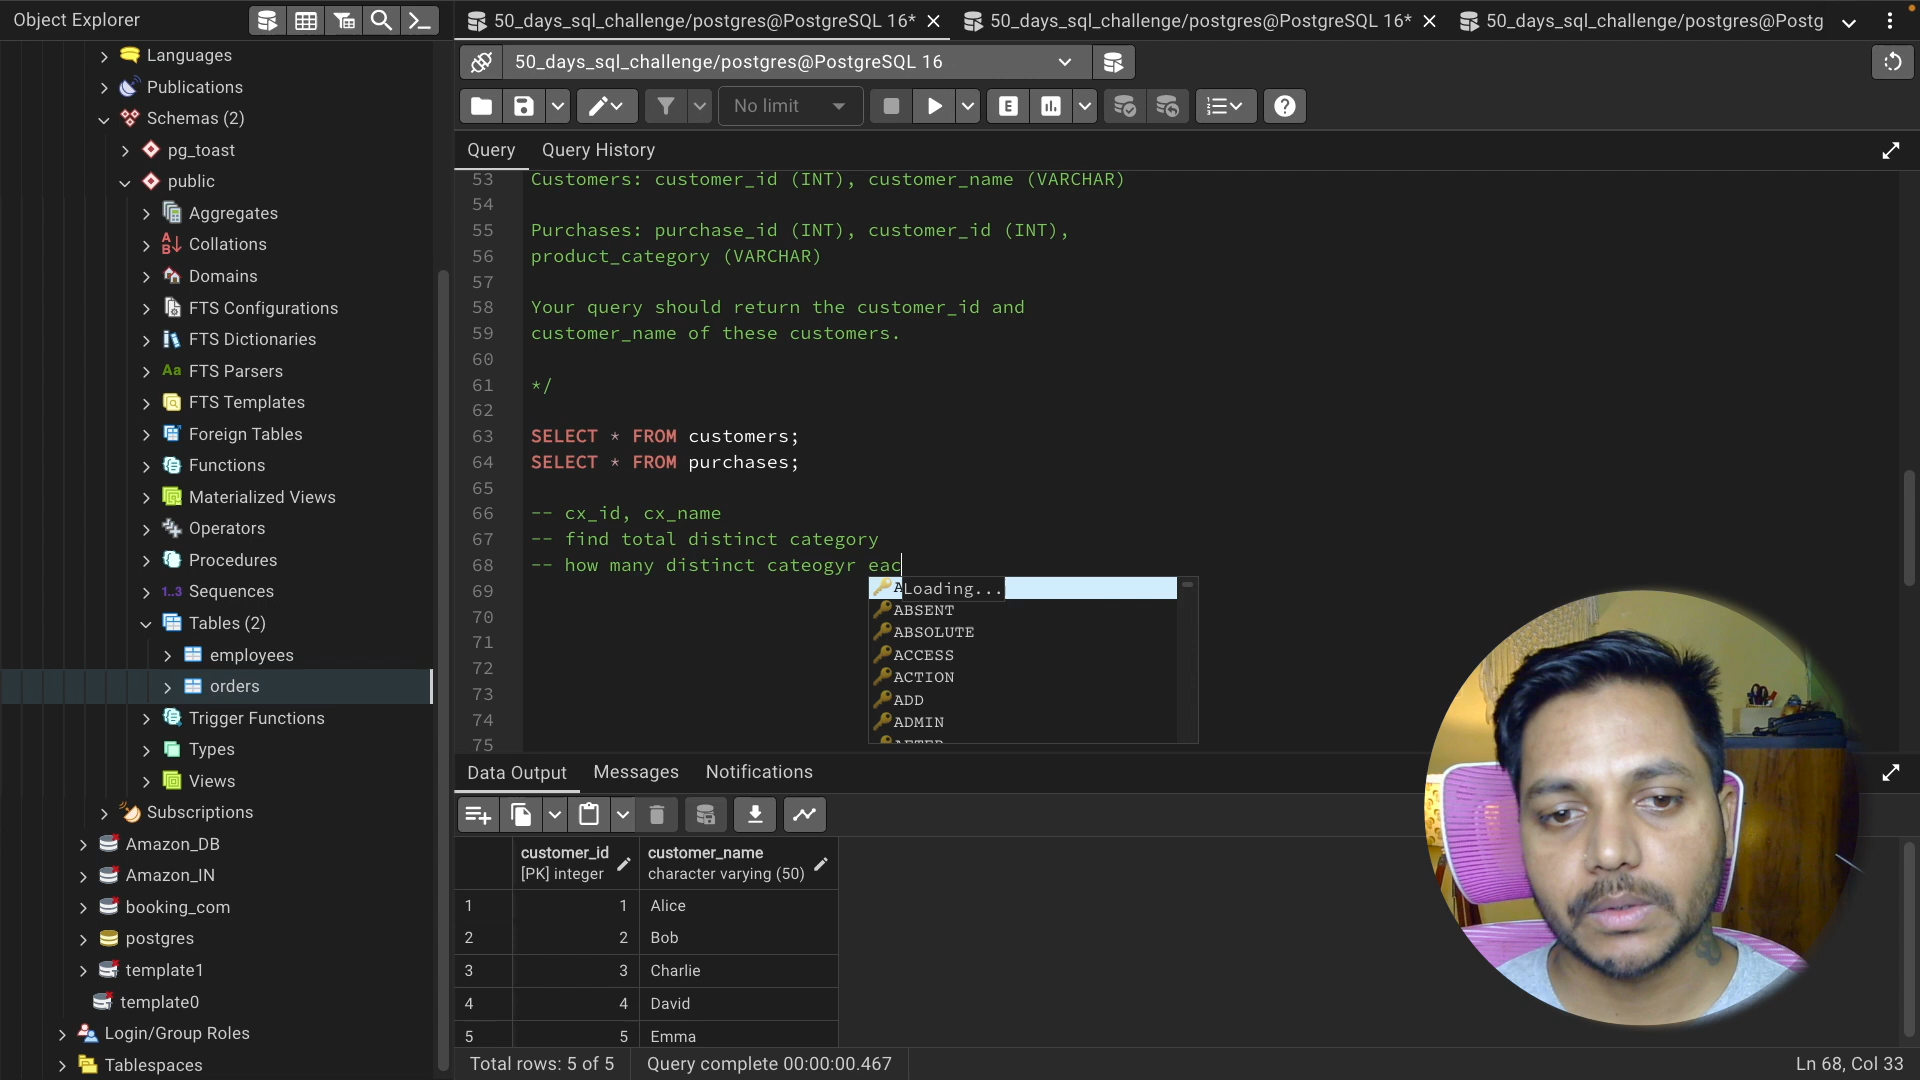 Object Explorer
Languages
Publications
Schemas (2)
pg_toast
public
Aggregates
Collations
Domains
FTS Configurations
FTS Dictionaries
Aa FTS Parsers
FTS Templates
Foreign Tables
Functions
Materialized Views
Operators
Procedures
1..3 Sequences
Tables (2)
employees
orders
Trigger Functions
Types
Views
Subscriptions
Amazon_DB
Amazon_IN
booking_com
postgres
template1
template0
Login/Group Roles
Tablespaces
50_days_sql_challenge/postgres@PostgreSQL 16*
50_days_sql_challenge/postgres@PostgreSQL 16*
50_days_sql_challenge/postgres@Postg
50_days_sql_challenge/postgres@PostgreSQL 16
No limit
E
Query
Query History
53 Customers: customer_id (INT), customer_name (VARCHAR)
54
55 Purchases: purchase_id (INT), customer_id (INT),
56 product_category (VARCHAR)
57
58 Your query should return the customer_id and
59 customer_name of these customers.
60
61 */
62
63 SELECT * FROM customers;
64 SELECT * FROM purchases;
65
66 -- cx_id, cx_name
67 -- find total distinct category
68 -- how many distinct cateogyr eac
69
70
71
72
73
74
75
Loading...
ABSENT
ABSOLUTE
ACCESS
ACTION
ADD
ADMIN
Data Output
Messages
Notifications
customer_id
[PK] integer
customer_name
character varying (50)
1 1 Alice
2 2 Bob
3 3 Charlie
4 4 David
5 5 Emma
Total rows: 5 of 5
Query complete 00:00:00.467
Ln 68, Col 33